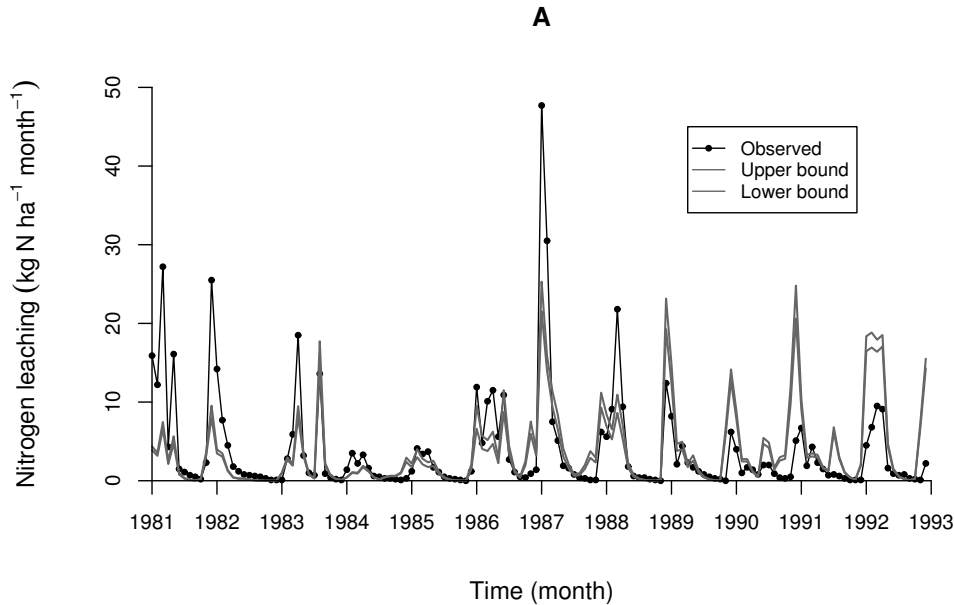 A
Nitrogen leaching (kg N ha⁻¹ month⁻¹)
50
40
30
20
10
0
Observed
Upper bound
Lower bound
1981 1982 1983 1984 1985 1986 1987 1988 1989 1990 1991 1992 1993
Time (month)